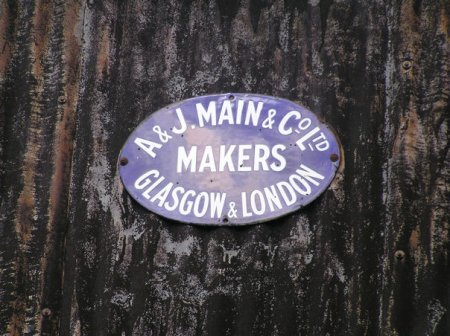 A & J. MAIN & CO LTD
MAKERS
GLASGOW & LONDON